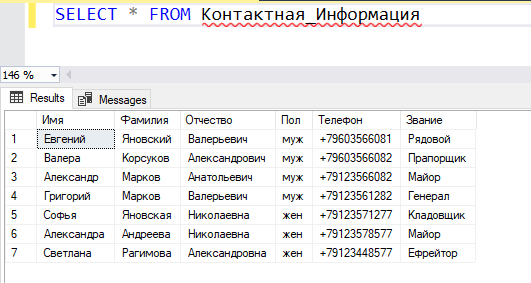 SELECT * FROM Контактная_Информация
146 %
Results Messages
Имя Фамилия Отчество Пол Телефон Звание
1 Евгений Яновский Валерьевич муж +79603566081 Рядовой
2 Валера Корсуков Александрович муж +79603566082 Прапорщик
3 Александр Марков Анатольевич муж +79123566082 Майор
4 Григорий Марков Валерьевич муж +79123561282 Генерал
5 Софья Яновская Николаевна жен +79123571277 Кладовщик
6 Александра Андреева Николаевна жен +79123578577 Майор
7 Светлана Рагимова Александровна жен +79123448577 Ефрейтор